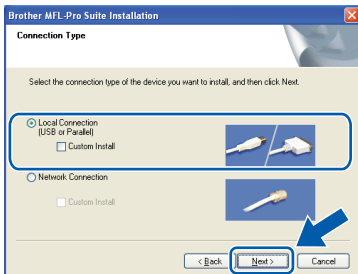 Brother MFL-Pro Suite Installation
Connection Type
Select the connection type of the device you want to install, and then click Next.
Local Connection
(USB or Parallel)
Custom Install
Network Connection
Custom Install
< Back
Next >
Cancel